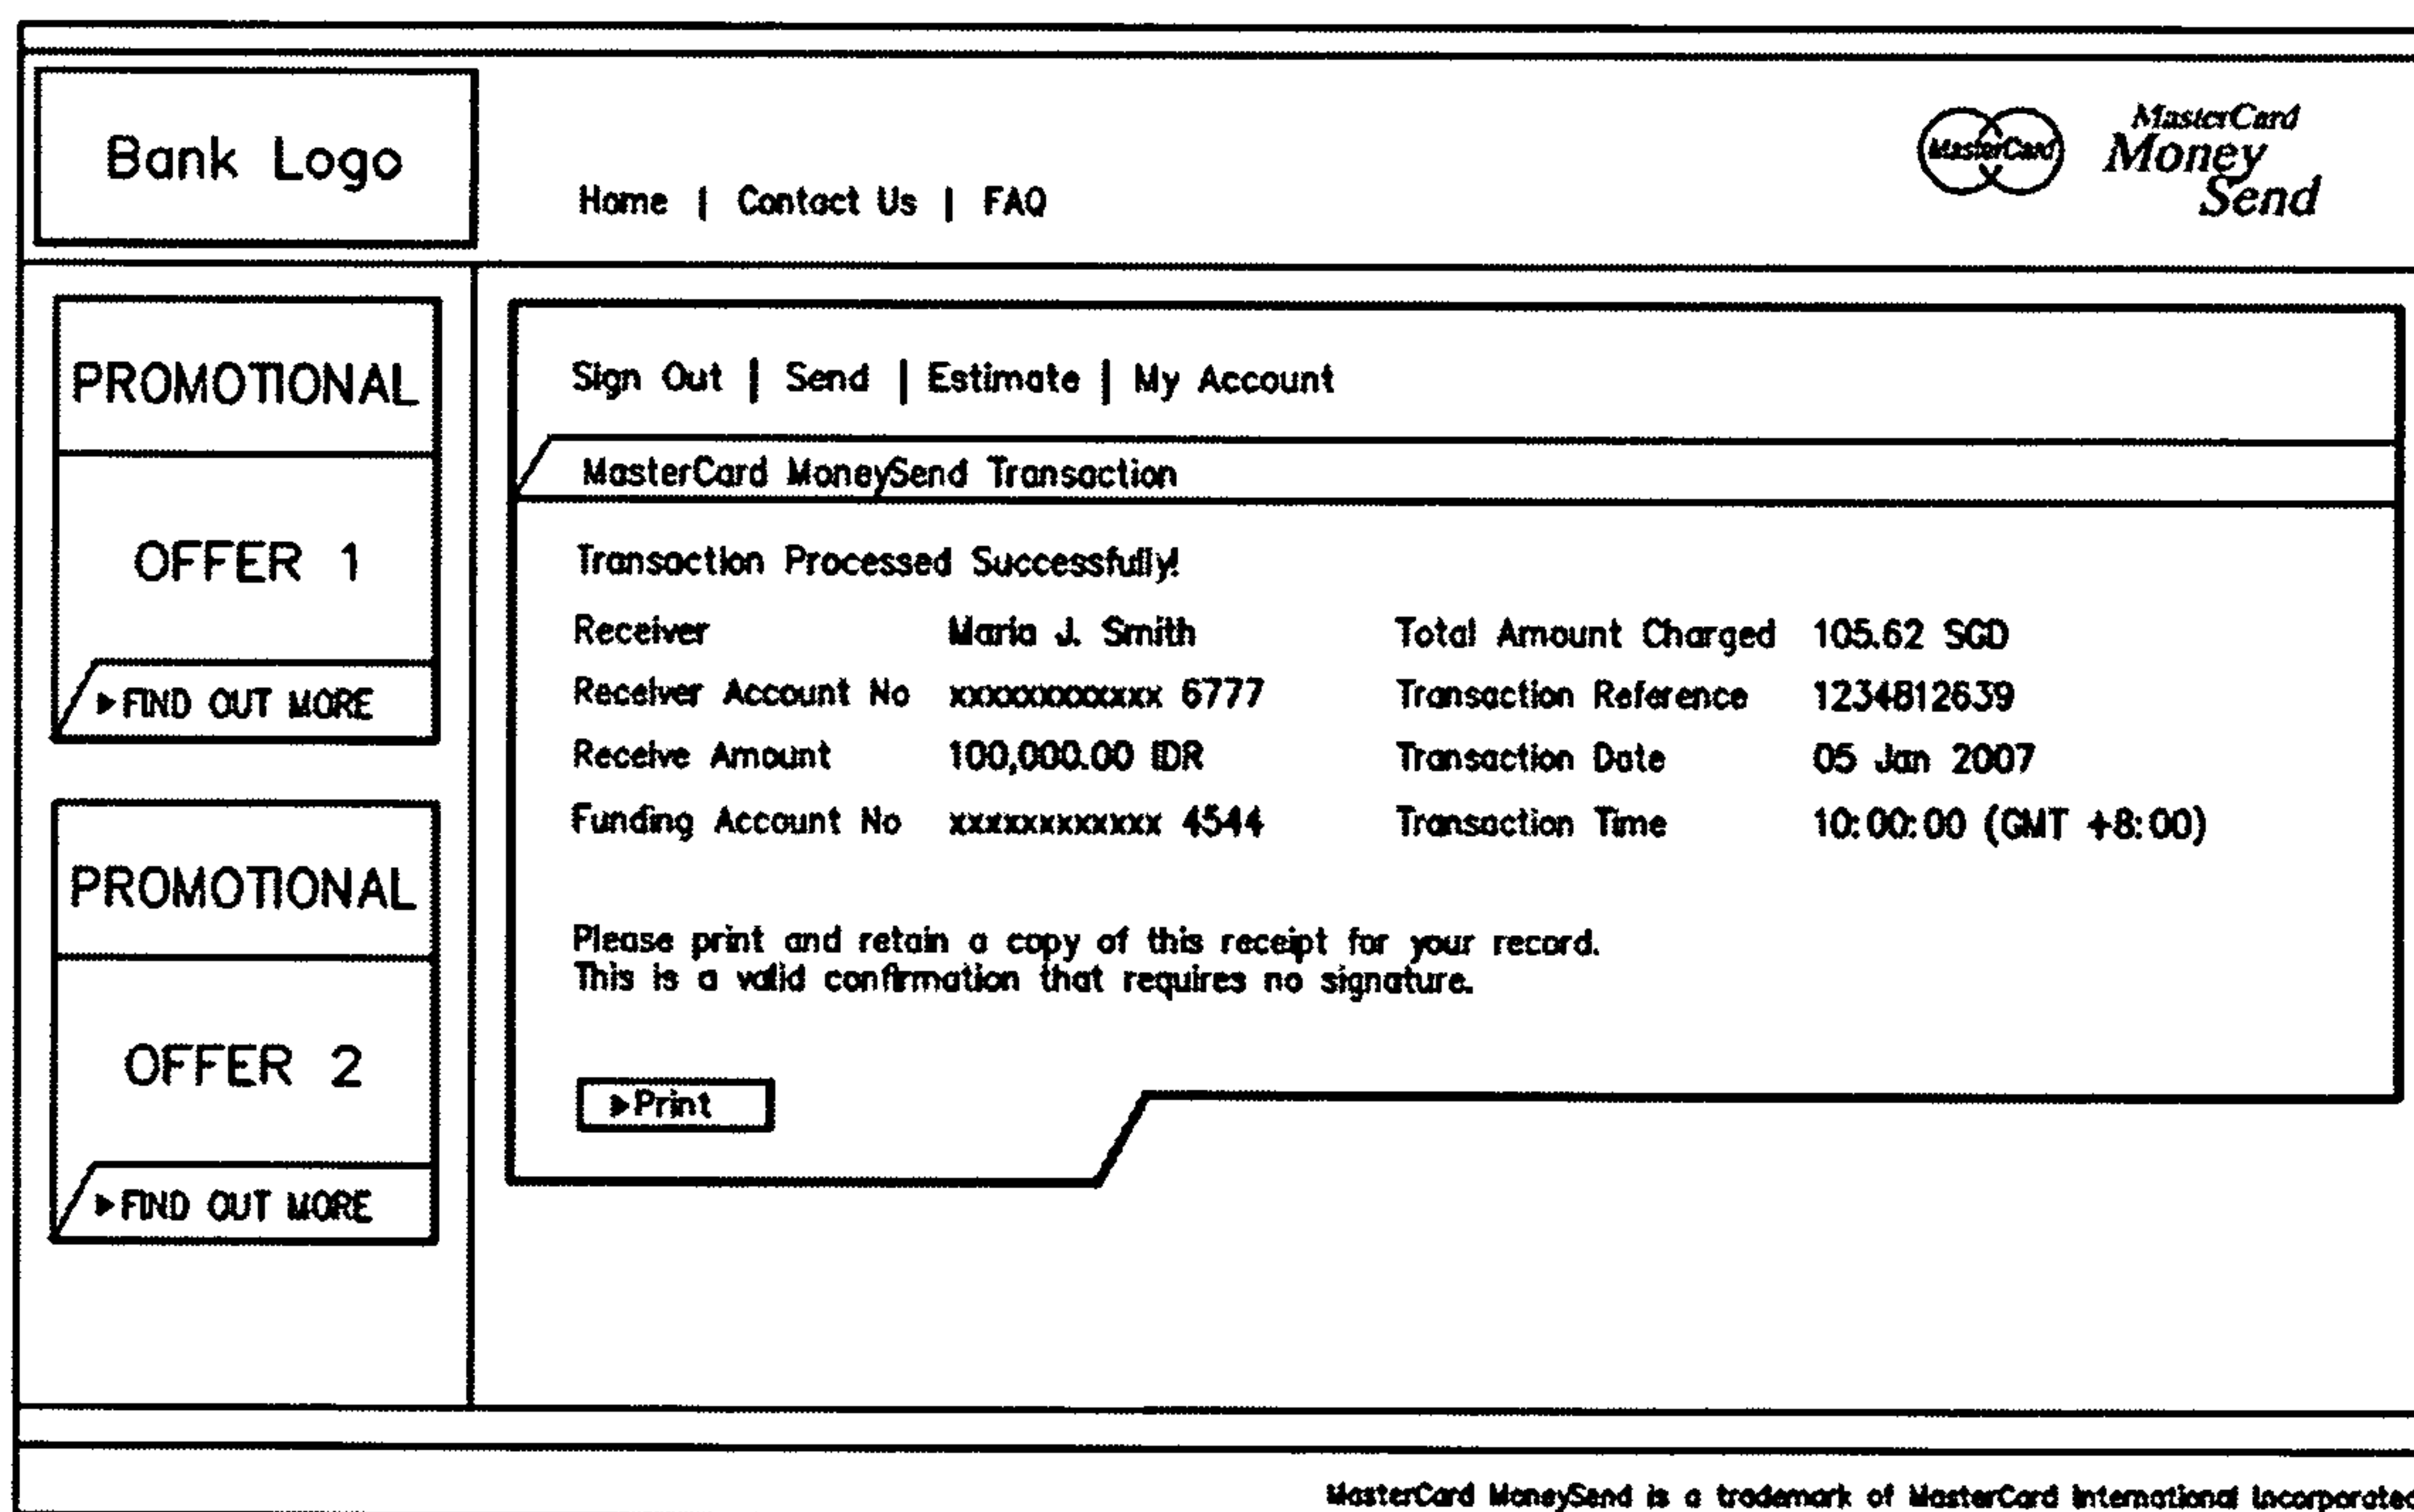 Bank Logo
Home | Contact Us | FAQ
MasterCard
MasterCard
Money
Send
PROMOTIONAL
OFFER 1
FIND OUT MORE
PROMOTIONAL
OFFER 2
FIND OUT MORE
Sign Out | Send | Estimate | My Account
MasterCard MoneySend Transaction
Transaction Processed Successfully!
Receiver Maria J. Smith Total Amount Charged 105.62 SGD
Receiver Account No xxxxxxxxxxxx 6777 Transaction Reference 1234812639
Receive Amount 100,000.00 IDR Transaction Date 05 Jan 2007
Funding Account No xxxxxxxxxxxx 4544 Transaction Time 10:00:00 (GMT +8:00)
Please print and retain a copy of this receipt for your record.
This is a valid confirmation that requires no signature.
Print
MasterCard MoneySend is a trademark of MasterCard International Incorporated